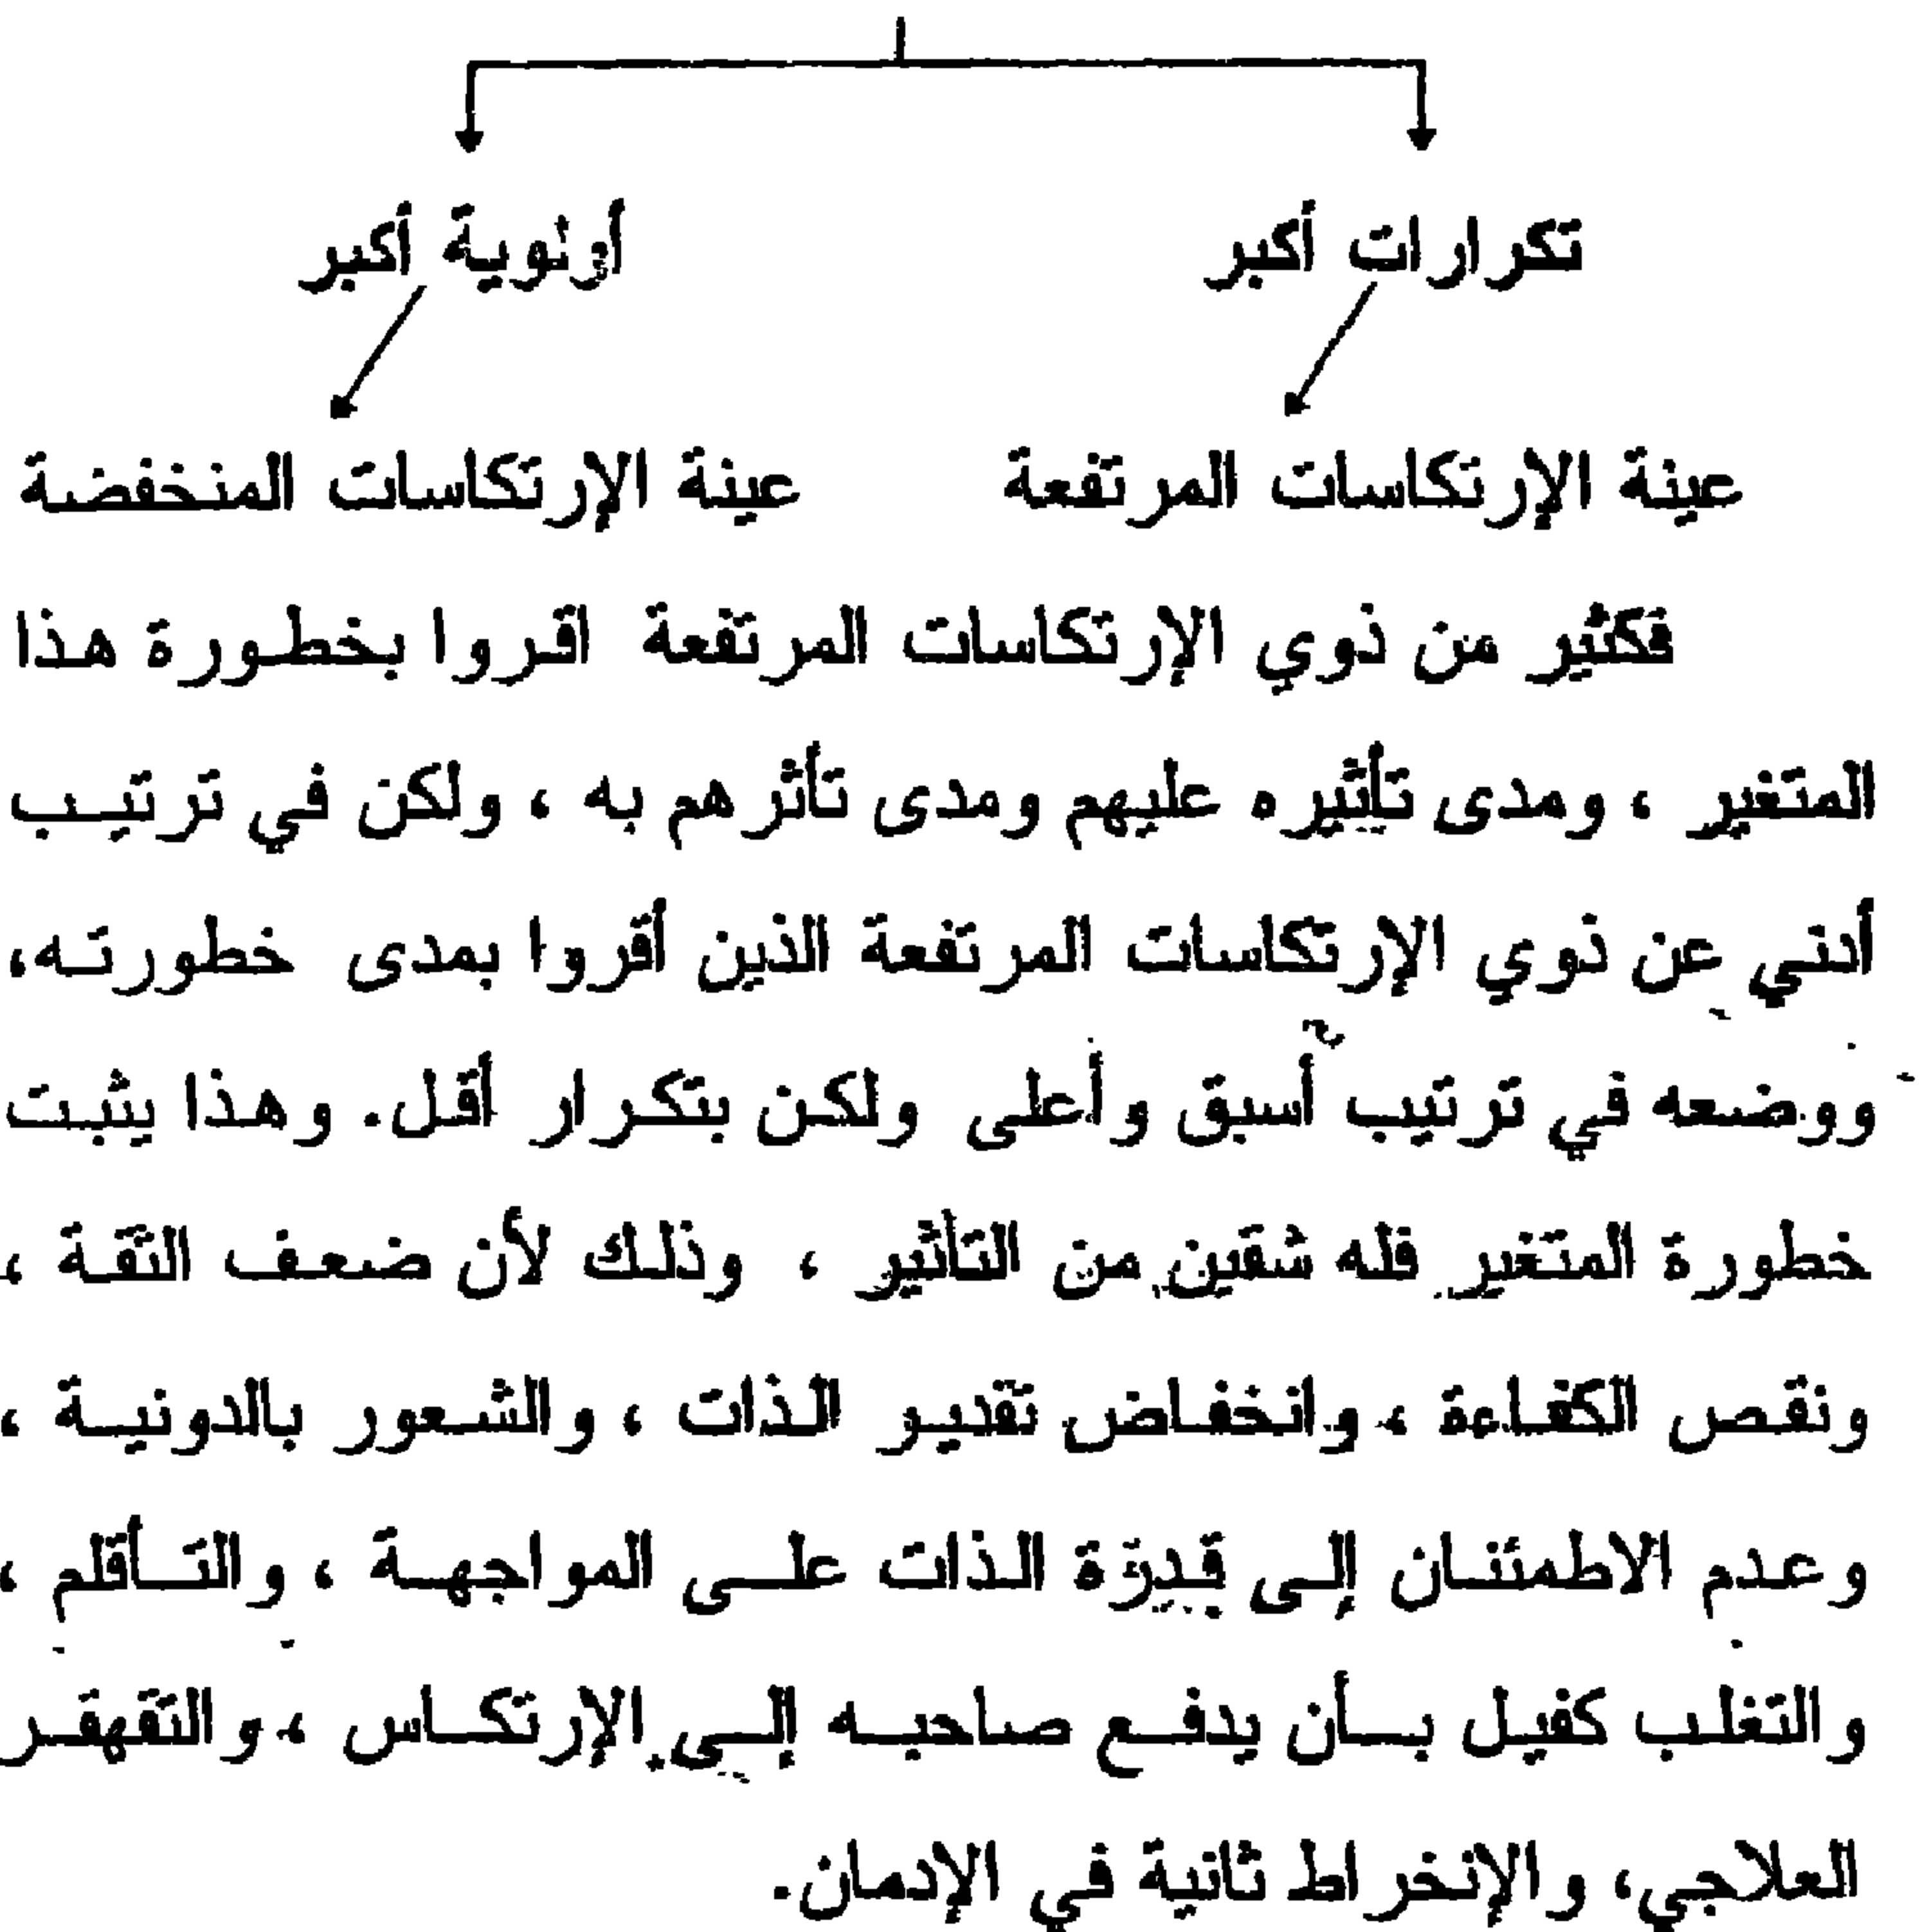 تكرارات أكبر أولوية أكبر
عينة الإرتكاسات المرتفعة عينة الإرتكاسات المنخفضة
فكثير من ذوي الإرتكاسات المرتفعة أقروا بخطورة هذا
المتغير ، ومدى تأثيره عليهم ومدى تأثرهم به ، ولكن في ترتيب
أدنى عن ذوي الإرتكاسات المرتفعة الذين أقروا بمدى خطورته،
ووضعه في ترتيب أسبق وأعلى ولكن بتكرار أقل. وهذا يثبت
خطورة المتغير فله شقين من التأثير ، وذلك لأن ضعف الثقة ،
ونقص الكفاءة ، وانخفاض تقدير الذات ، والشعور بالدونية ،
وعدم الاطمئنان إلى قدرة الذات على المواجهة ، والتأقلم ،
والتغلب كفيل بأن يدفع صاحبه إلى الإرتكاس ، والتقهقر
العلاجي، والإنخراط ثانية في الإدمان.